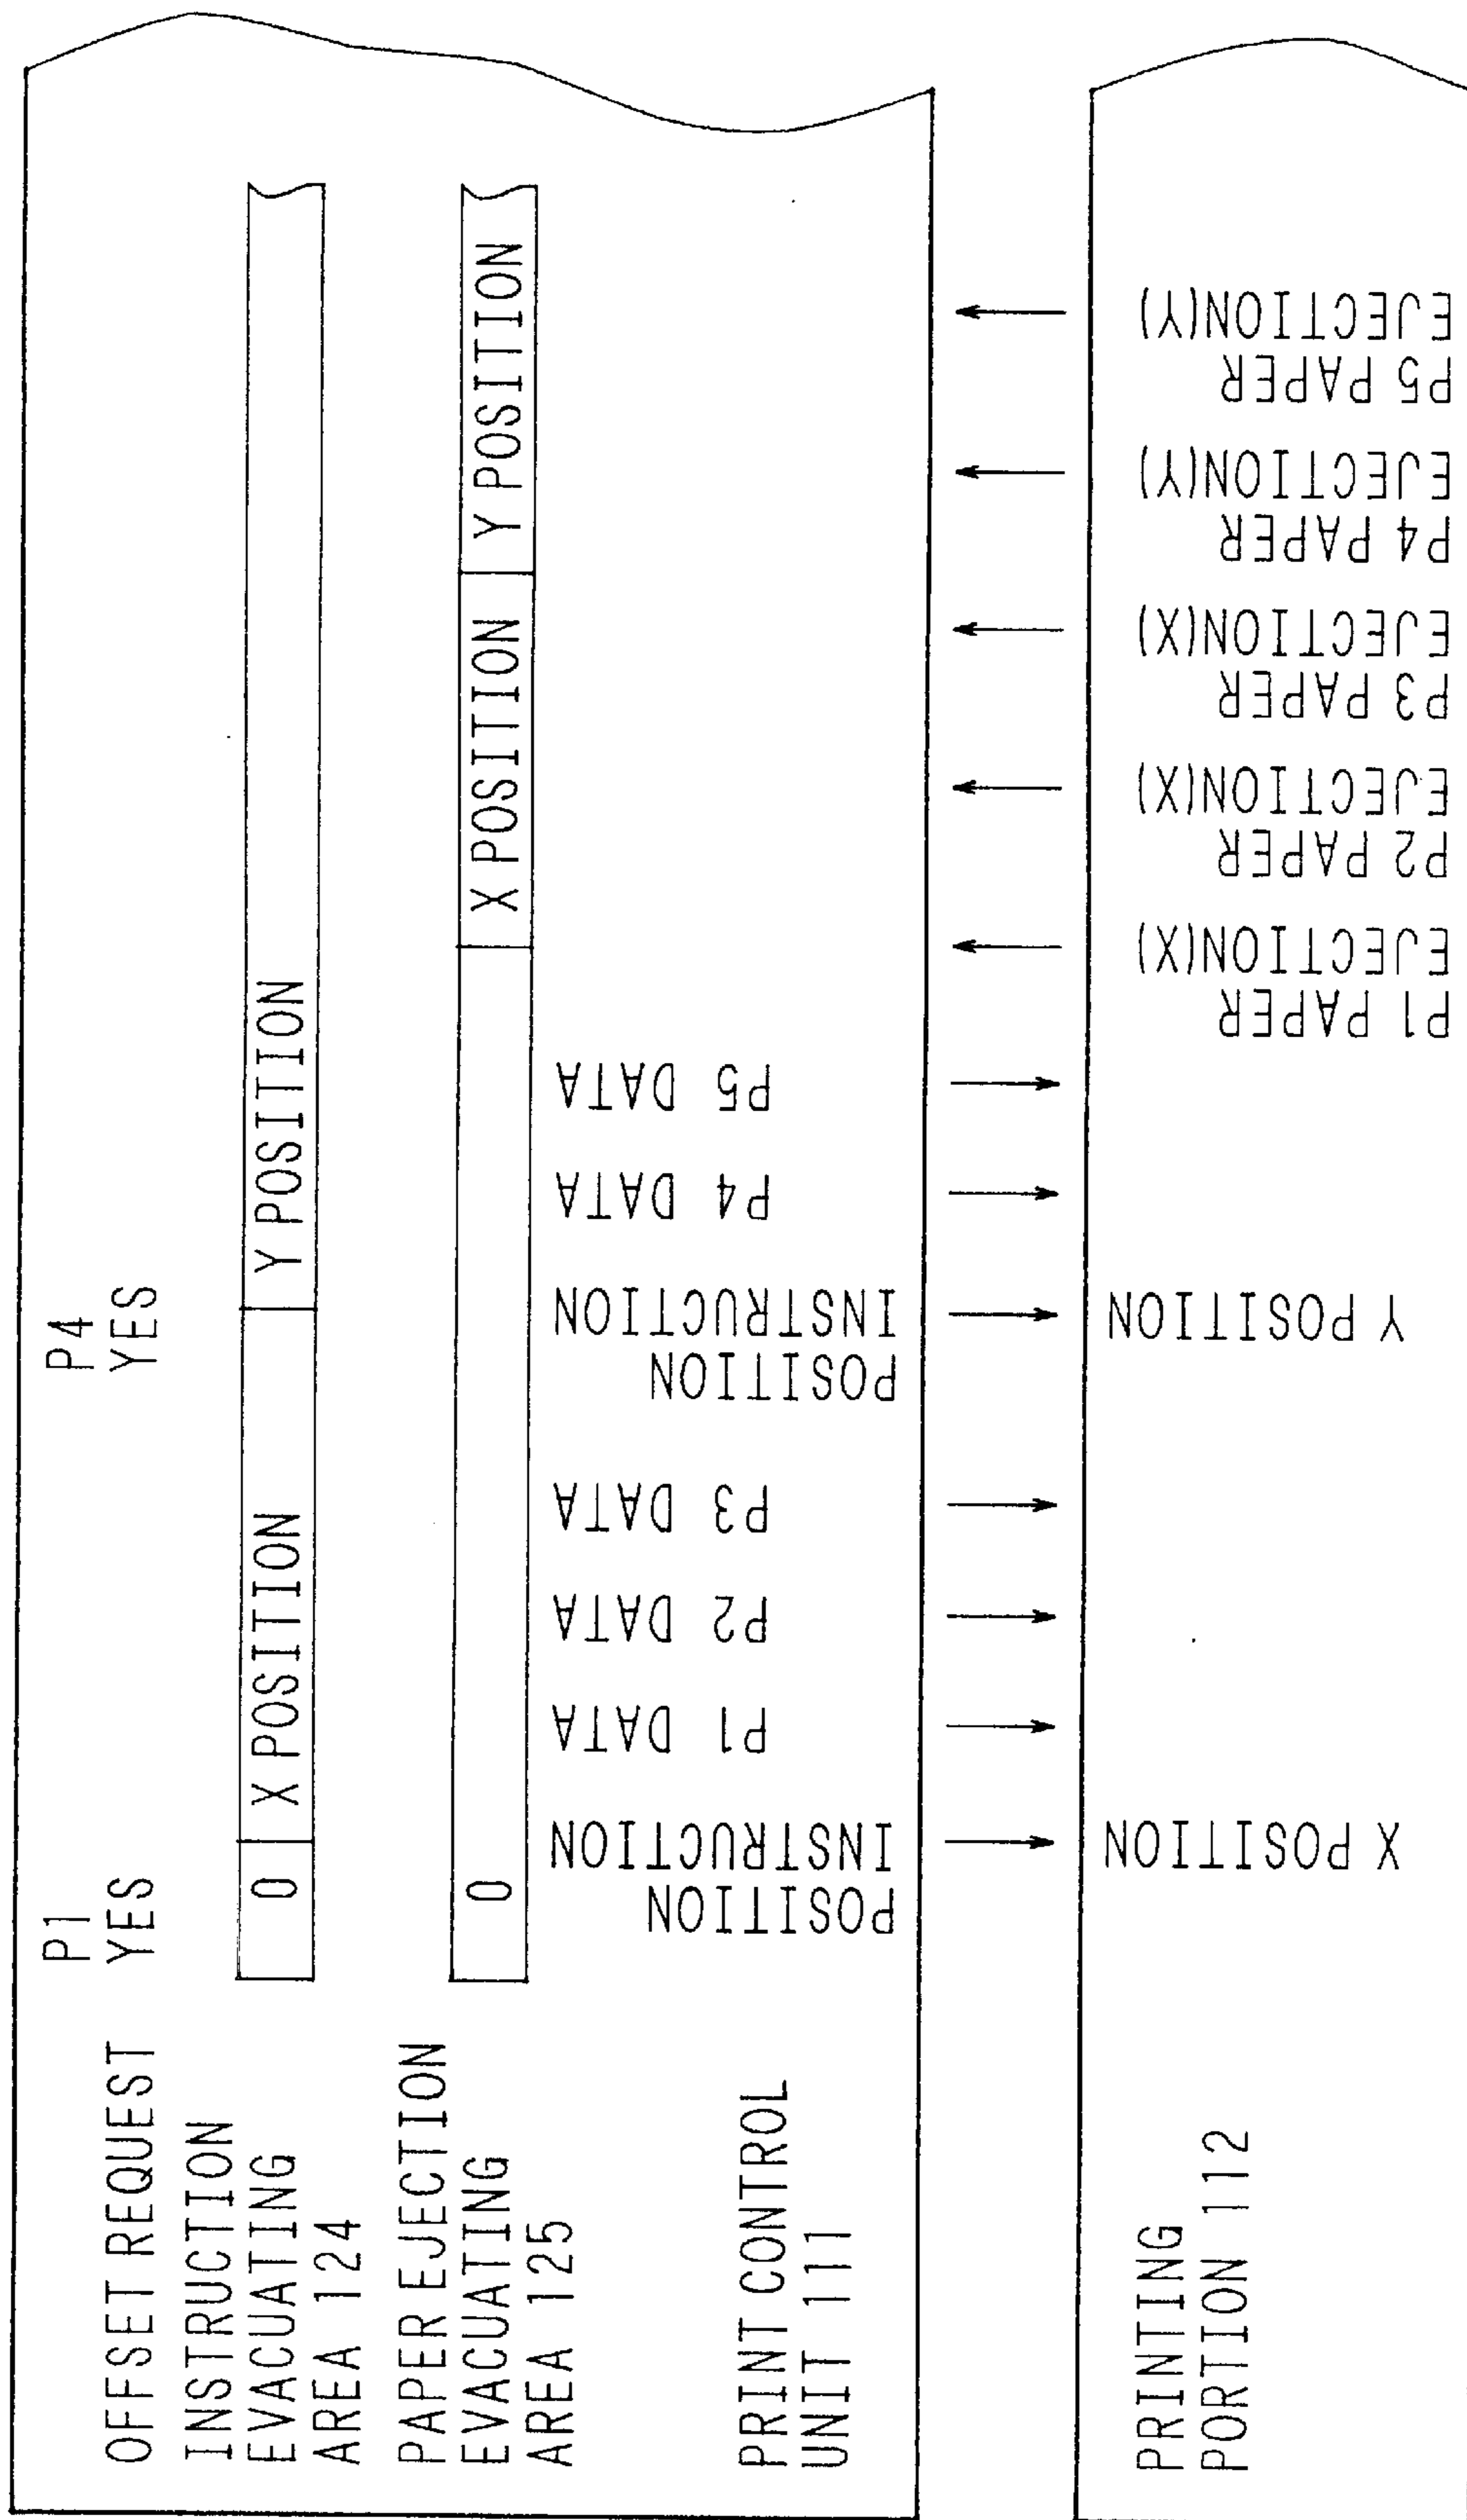 P1
OFFSET REQUEST YES
P4
YES
INSTRUCTION
EVACUATING
AREA 124
0
X POSITION
Y POSITION
PAPER EJECTION
EVACUATING
AREA 125
0
X POSITION
Y POSITION
PRINT CONTROL
UNIT 111
POSITION
INSTRUCTION
P1 DATA
P2 DATA
P3 DATA
POSITION
INSTRUCTION
P4 DATA
P5 DATA
PRINTING
PORTION 112
X POSITION
Y POSITION
P1 PAPER
EJECTION(X)
P2 PAPER
EJECTION(X)
P3 PAPER
EJECTION(X)
P4 PAPER
EJECTION(Y)
P5 PAPER
EJECTION(Y)